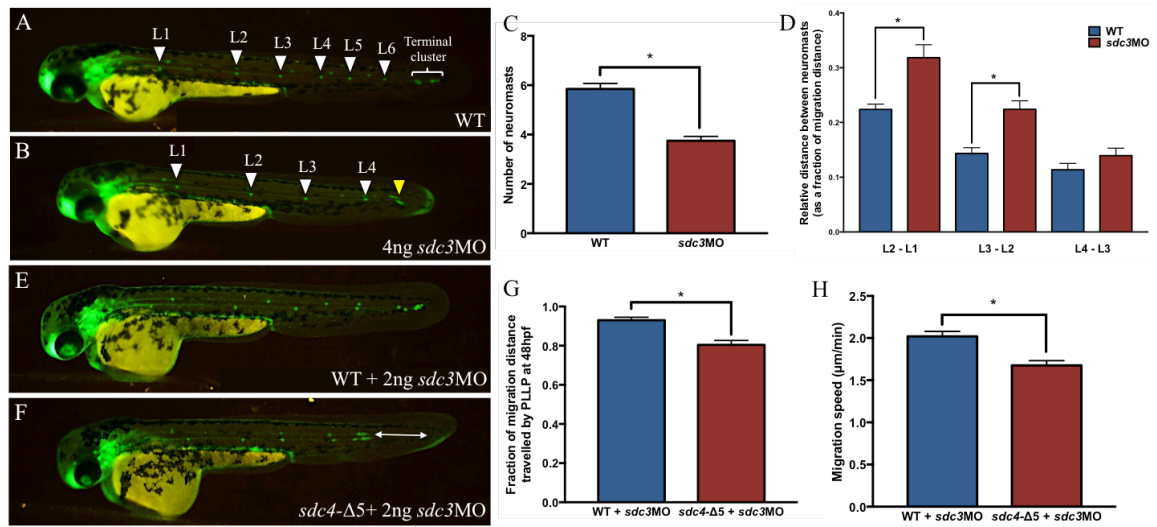 A
L1 L2 L3 L4 L5 L6 Terminal
cluster
WT
B
L1 L2 L3 L4
4ng sdc3MO
C
Number of neuromasts
8
6
4
2
0
*
WT sdc3MO
D
Relative distance between neuromasts
(as a fraction of migration distance)
0.4
0.3
0.2
0.1
0.0
* *
WT
sdc3MO
L2 - L1 L3 - L2 L4 - L3
E
WT + 2ng sdc3MO
F
sdc4-Δ5+ 2ng sdc3MO
G
Fraction of migration distance
travelled by PLLP at 48hpf
1.0
0.8
0.6
0.4
0.2
0.0
*
WT + sdc3MO sdc4-Δ5 + sdc3MO
H
Migration speed (µm/min)
2.5
2.0
1.5
1.0
0.5
0.0
*
WT + sdc3MO sdc4-Δ5 + sdc3MO